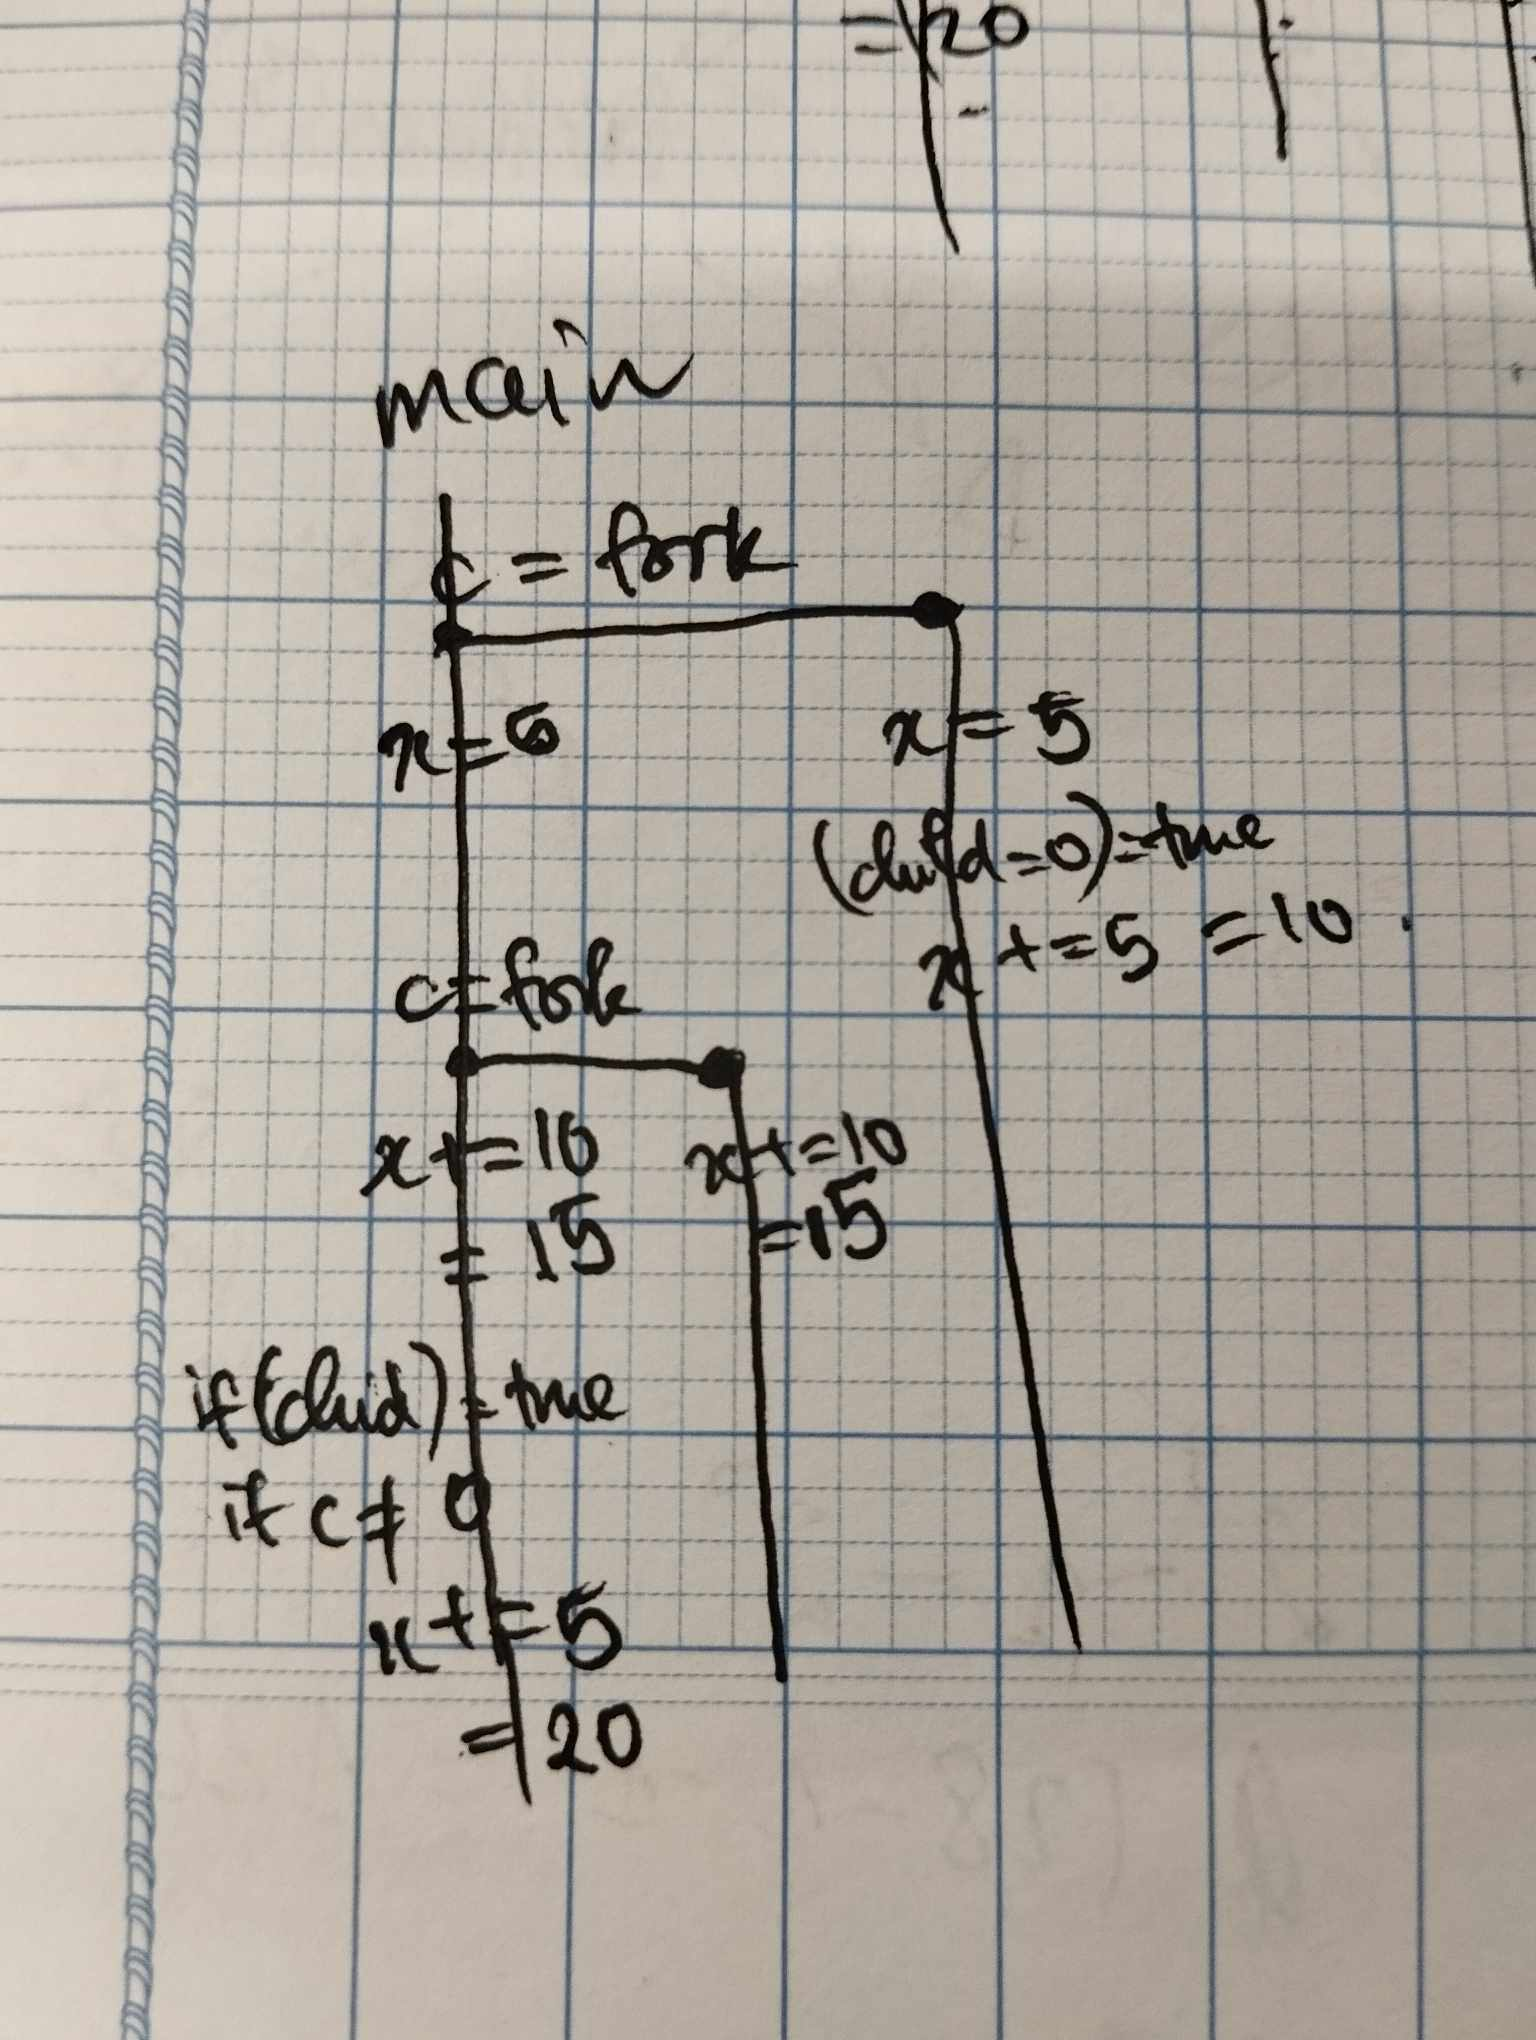 =20
-
main
c = fork
x=5 x=5
(child=0)=true
x+=5 =10.
c=fork
x+=10 x+=10
=15 =15
if(child)=true
if c≠0
x+=5
=20